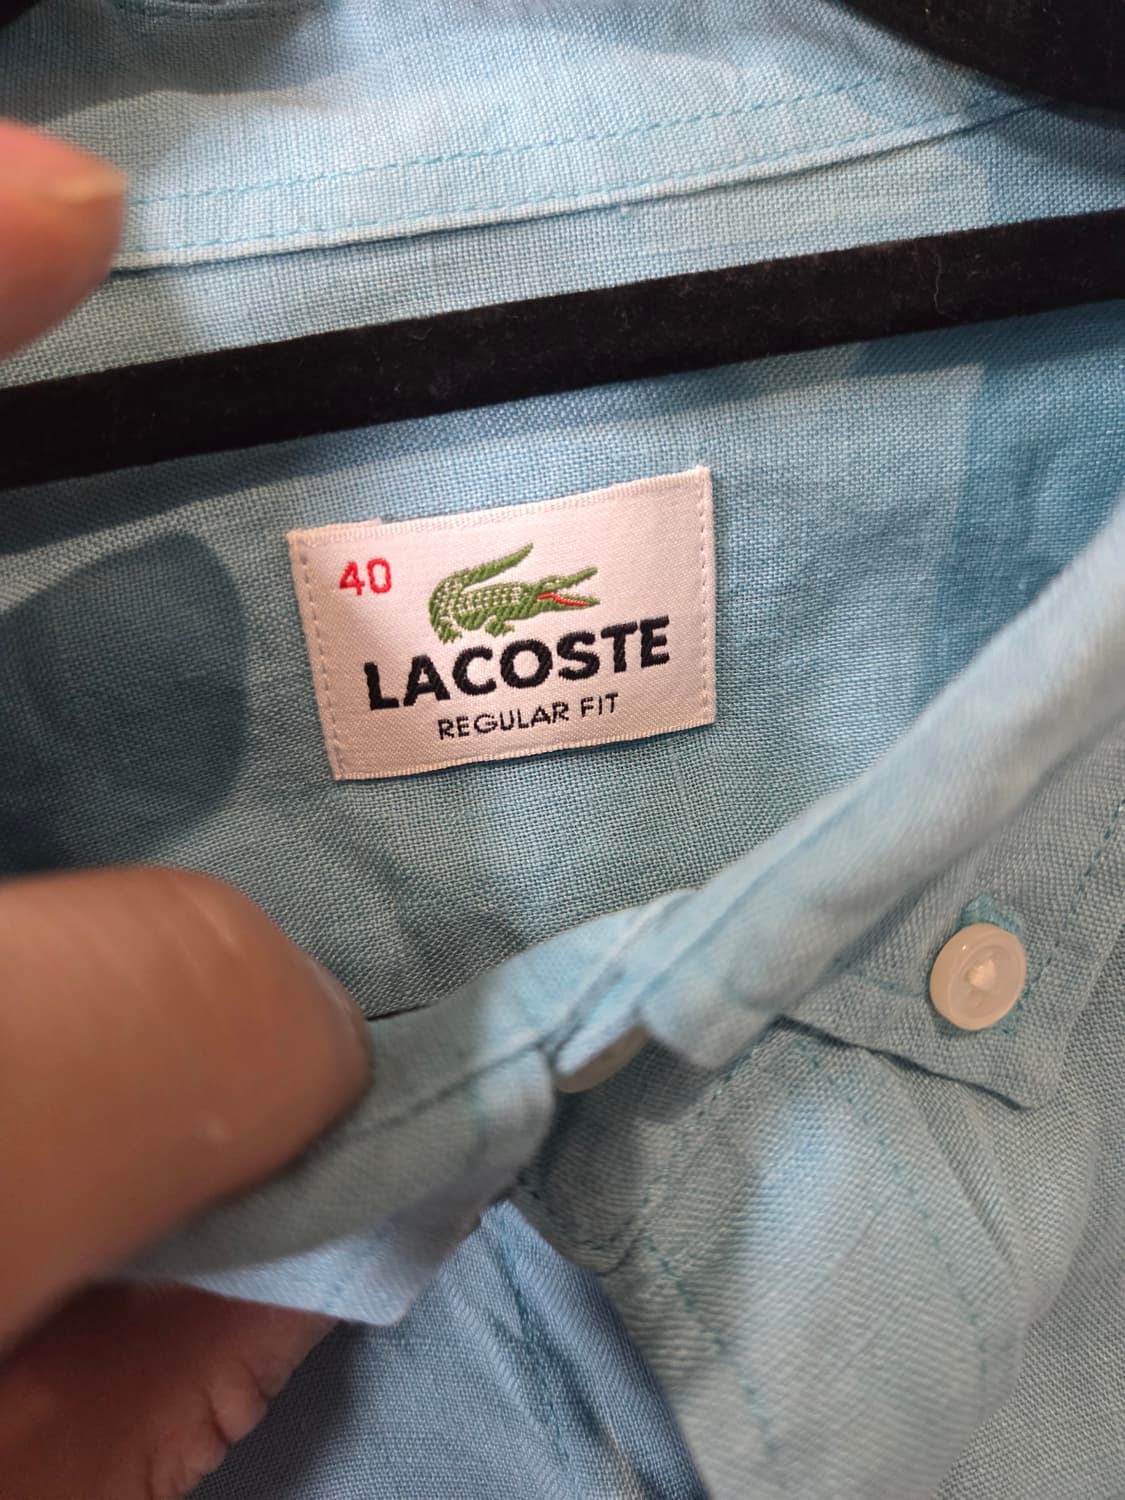 40
LACOSTE
REGULAR FIT